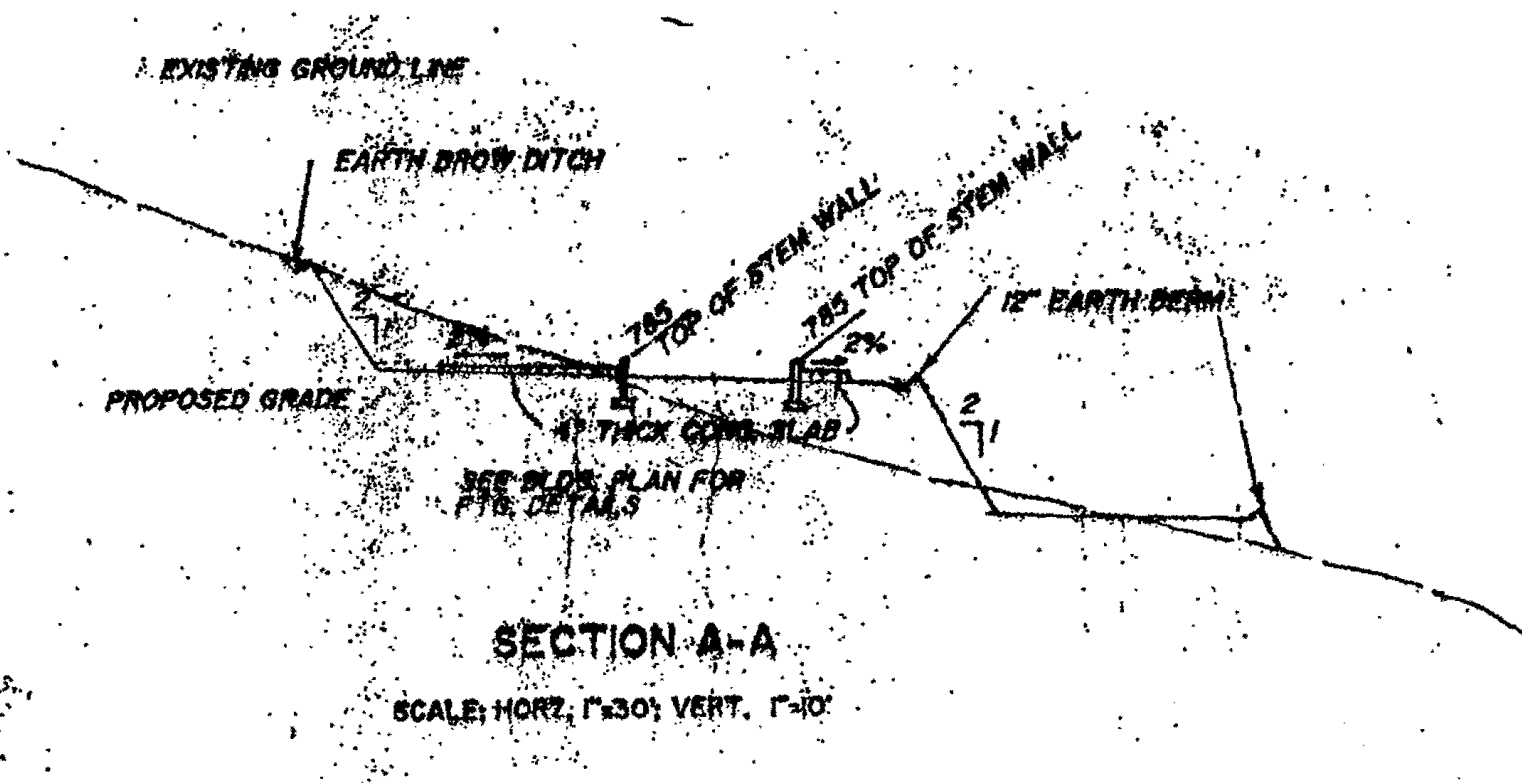 EXISTING GROUND LINE
EARTH BROW DITCH
785
TOP OF STEM WALL
785 TOP OF STEM WALL
12" EARTH BERM
2
1
2%
2%
PROPOSED GRADE
4" THICK CONC. SLAB
2
1
SEE BLDG. PLAN FOR
FTG. DETAILS
SECTION A-A
SCALE: HORZ, 1"=30'; VERT. 1"=10'